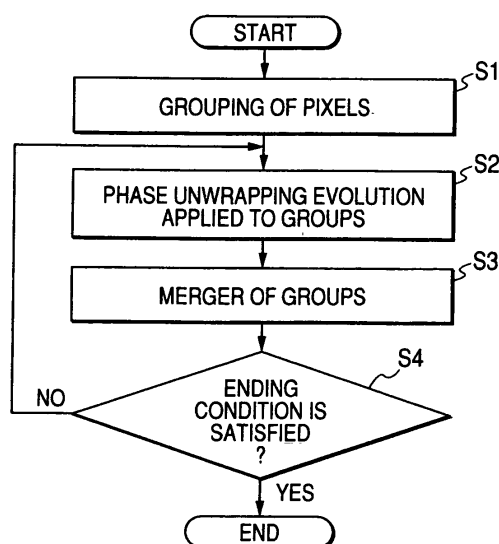 START
S1
GROUPING OF PIXELS
S2
PHASE UNWRAPPING EVOLUTION
APPLIED TO GROUPS
S3
MERGER OF GROUPS
S4
NO
ENDING
CONDITION IS
SATISFIED
?
YES
END